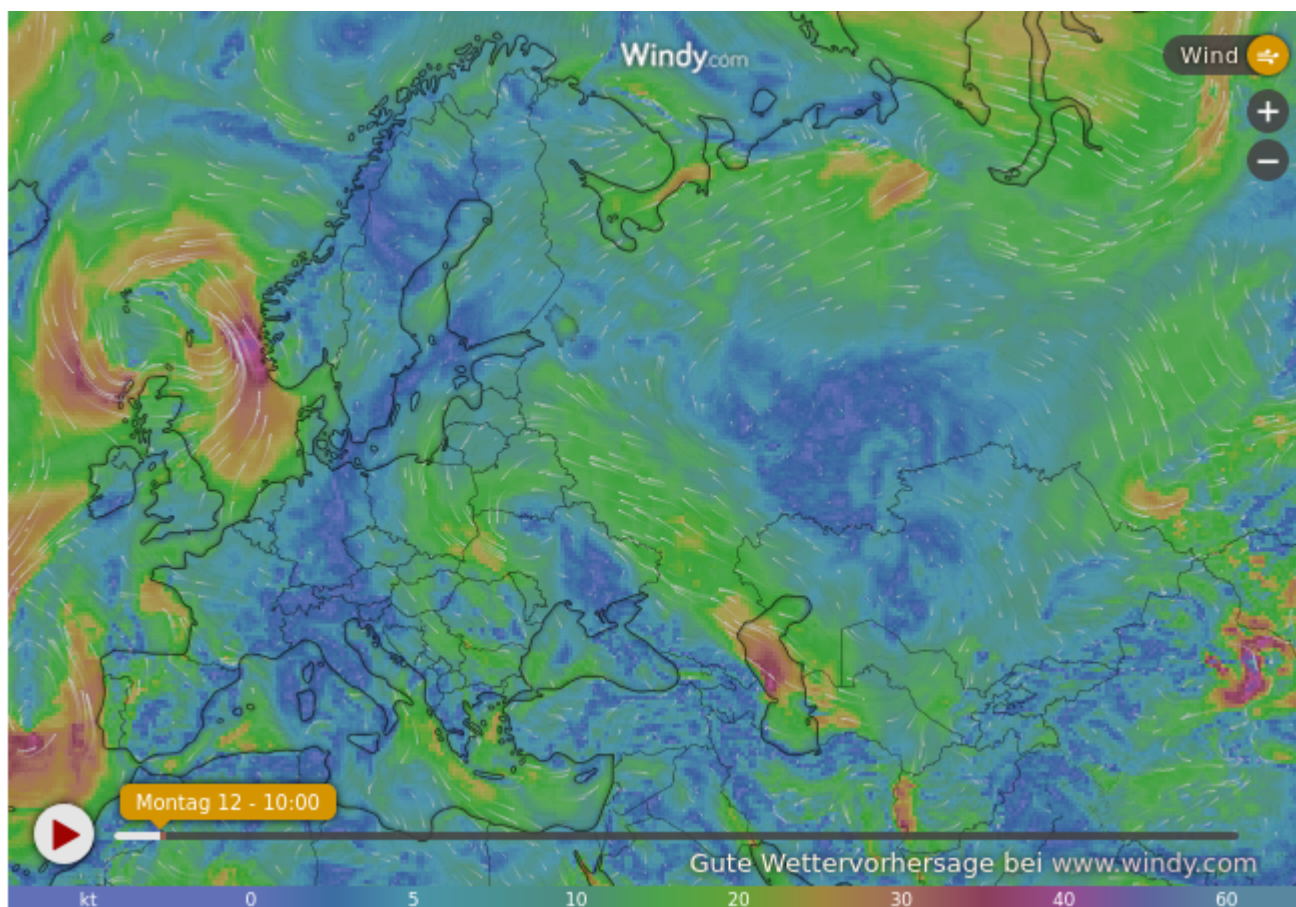 Windy.com
Wind
+
−
Montag 12 - 10:00
Gute Wettervorhersage bei www.windy.com
kt 0 5 10 20 30 40 60